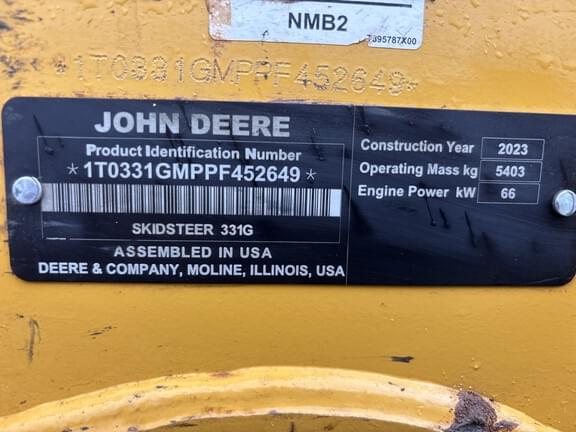 NMB2
395787X00
*1T0331GMPPF452649*
JOHN DEERE
Product Identification Number
*1T0331GMPPF452649*
SKIDSTEER 331G
ASSEMBLED IN USA
DEERE & COMPANY, MOLINE, ILLINOIS, USA
Construction Year 2023
Operating Mass kg 5403
Engine Power kW 66